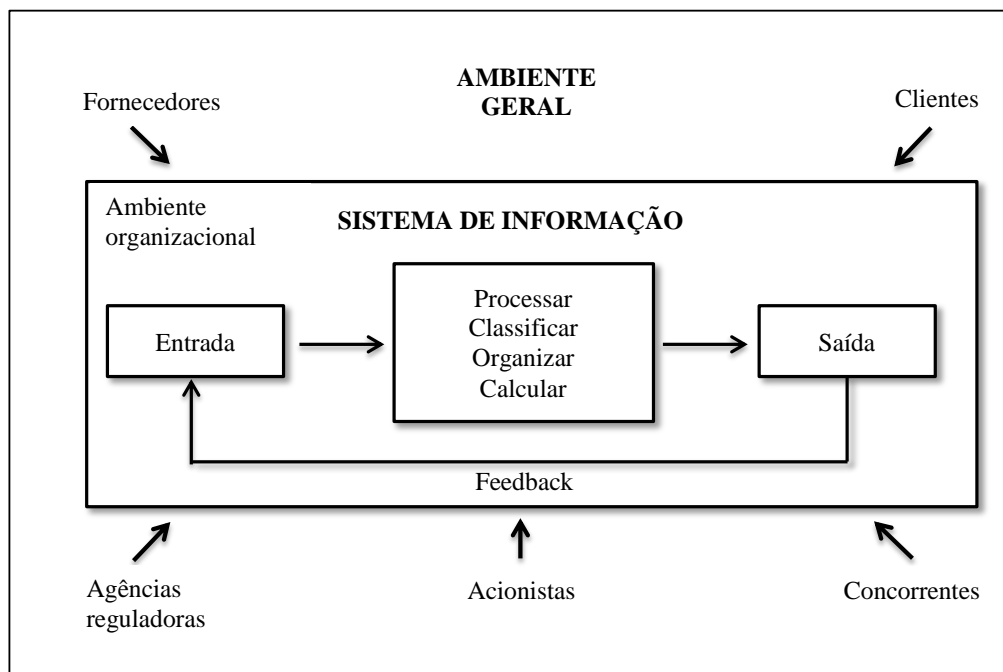 AMBIENTE
GERAL
Fornecedores
Clientes
Ambiente
organizacional
SISTEMA DE INFORMAÇÃO
Entrada
Processar
Classificar
Organizar
Calcular
Saída
Feedback
Agências
reguladoras
Acionistas
Concorrentes